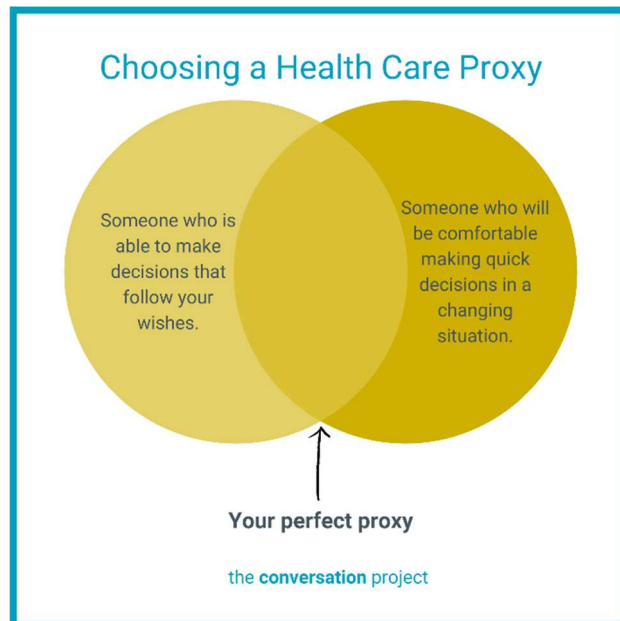 Choosing a Health Care Proxy
Someone who is
able to make
decisions that
follow your
wishes.
Someone who will
be comfortable
making quick
decisions in a
changing
situation.
Your perfect proxy
the conversation project